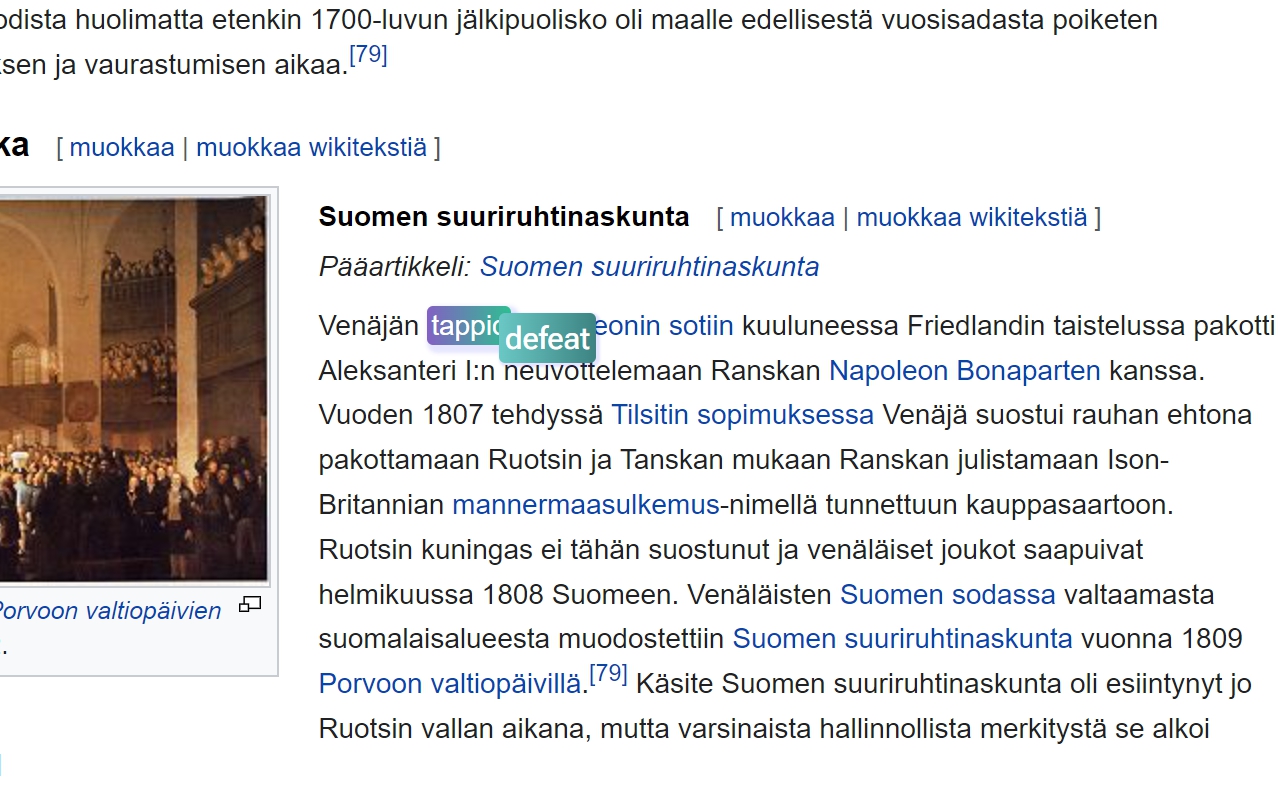 huolimatta etenkin 1700-luvun jälkipuolisko oli maalle edellisestä vuosisadasta poiketen
ja vaurastumisen aikaa.[79]
[ muokkaa | muokkaa wikitekstiä ]
Suomen suuriruhtinaskunta [ muokkaa | muokkaa wikitekstiä ]
Pääartikkeli: Suomen suuriruhtinaskunta
Venäjän defeat sotiin kuuluneessa Friedlandin taistelussa pakotti
Aleksanteri I:n neuvottelemaan Ranskan Napoleon Bonaparten kanssa.
Vuoden 1807 tehdyssä Tilsitin sopimuksessa Venäjä suostui rauhan ehtona
pakottamaan Ruotsin ja Tanskan mukaan Ranskan julistamaan Ison-
Britannian mannermaasulkemus-nimellä tunnettuun kauppasaartoon.
Ruotsin kuningas ei tähän suostunut ja venäläiset joukot saapuivat
helmikuussa 1808 Suomeen. Venäläisten Suomen sodassa valtaamasta
suomalaisalueesta muodostettiin Suomen suuriruhtinaskunta vuonna 1809
Porvoon valtiopäivillä.[79] Käsite Suomen suuriruhtinaskunta oli esiintynyt jo
Ruotsin vallan aikana, mutta varsinaista hallinnollista merkitystä se alkoi
Porvoon valtiopäivien